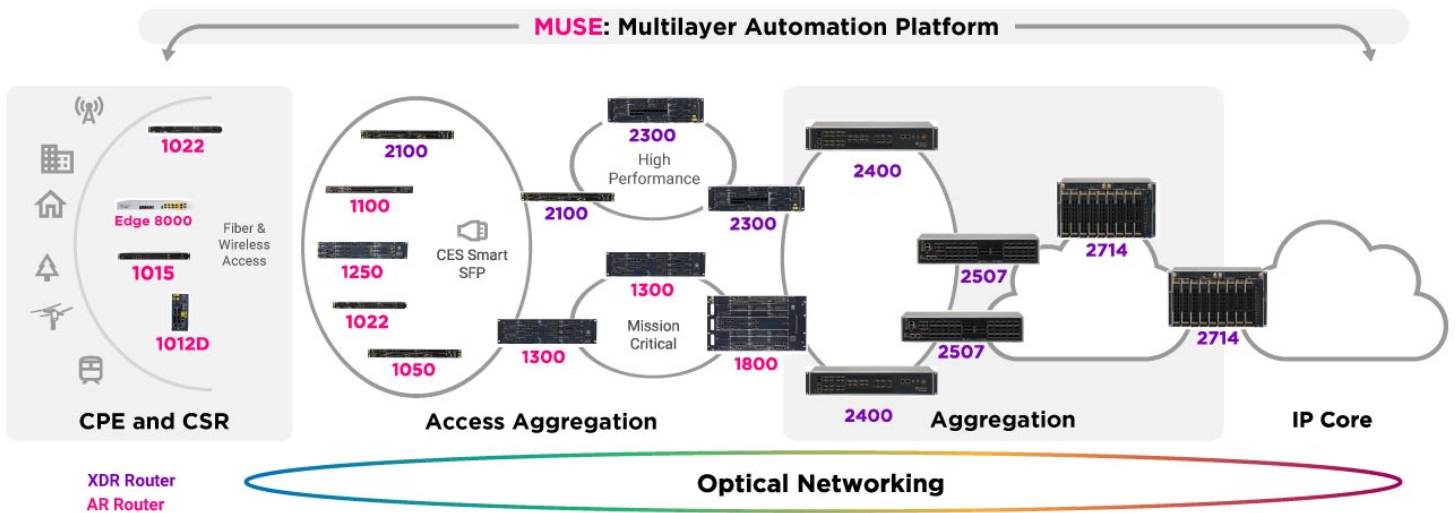 MUSE: Multilayer Automation Platform
1022
Edge 8000
1015
1012D
Fiber &
Wireless
Access
CPE and CSR
2100
1100
1250
1022
1050
CES Smart
SFP
2100
1300
2300
High
Performance
2300
1300
Mission
Critical
1800
Access Aggregation
2400
2507
2507
2400
2714
2714
Aggregation
IP Core
XDR Router
AR Router
Optical Networking